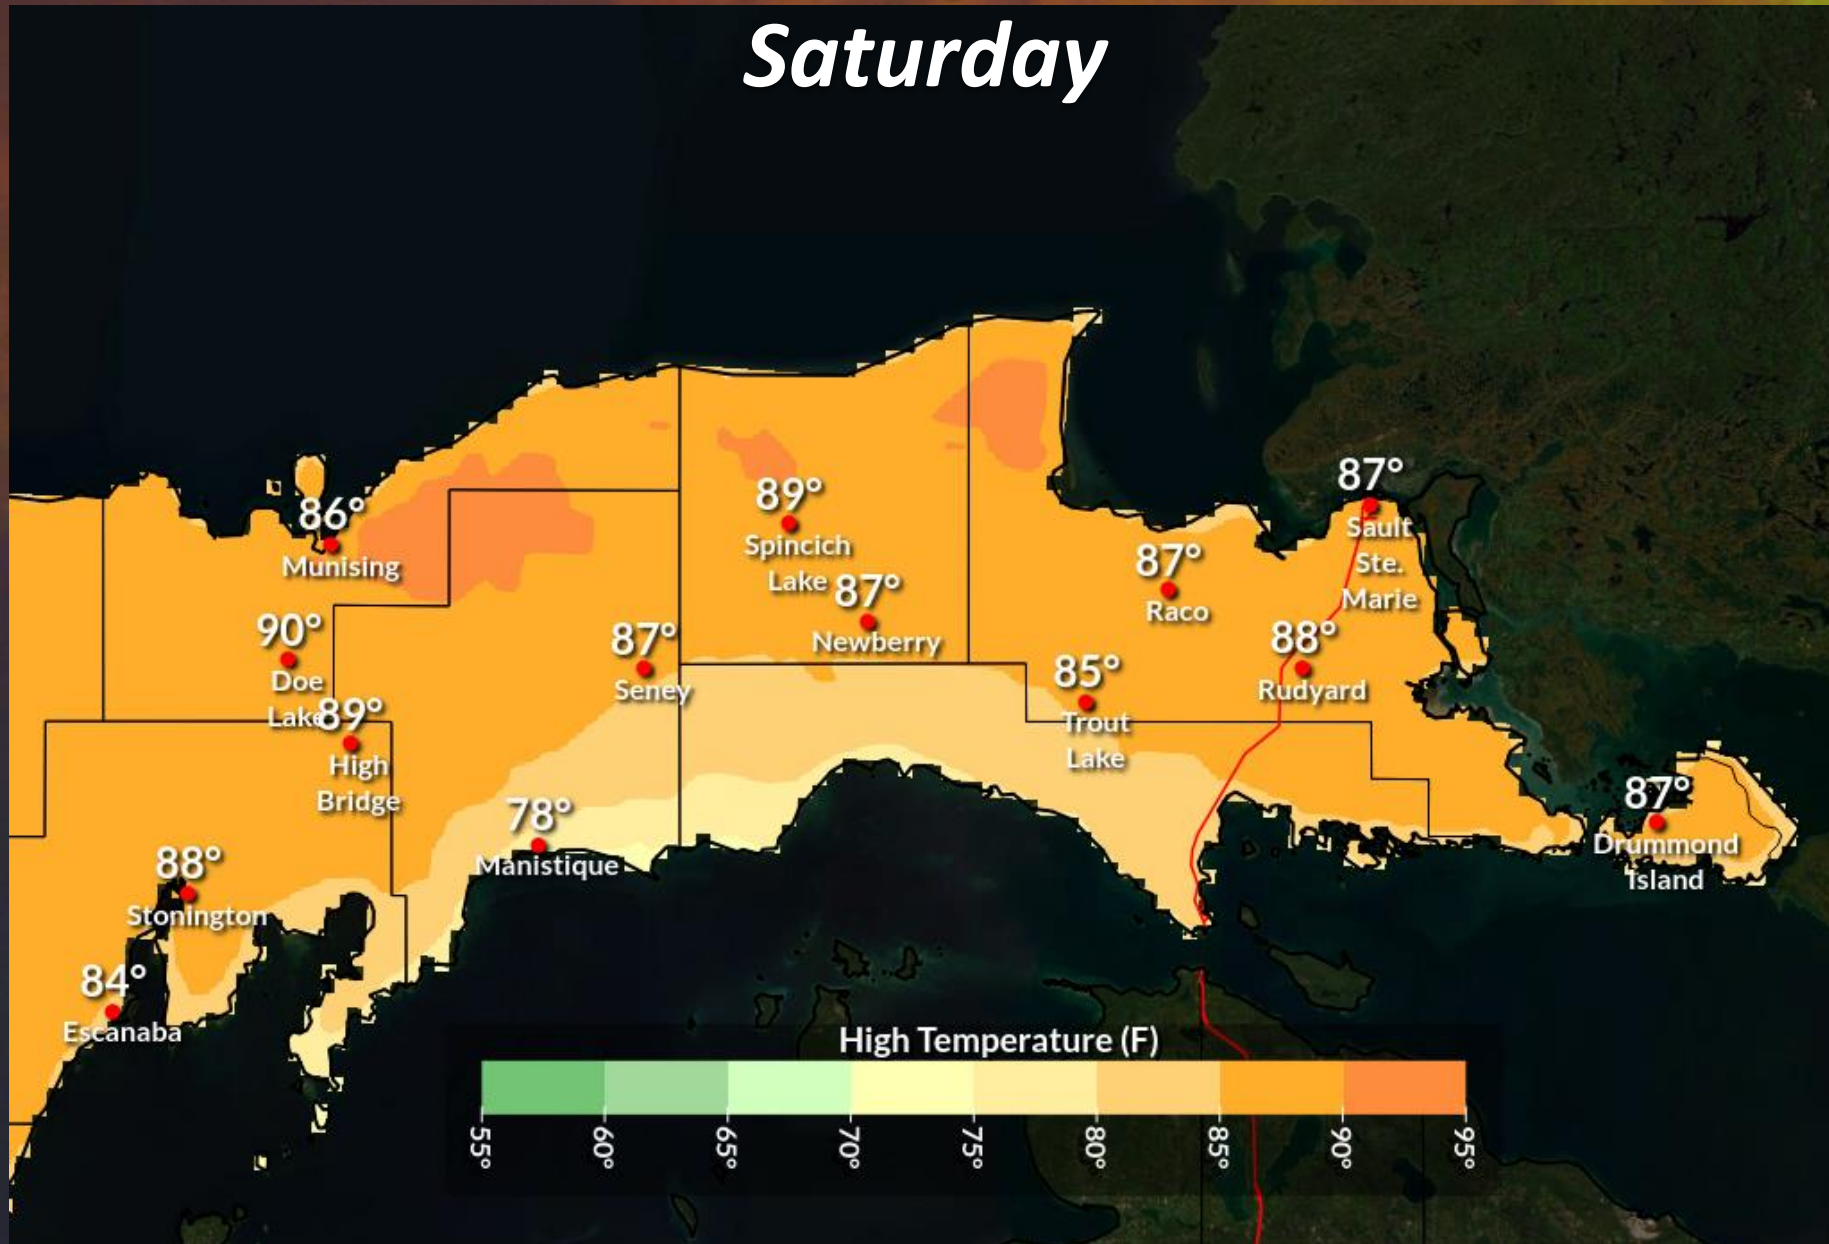 Saturday
87°
Sault
Ste.
Marie
89°
Spincich
Lake
86°
Munising
87°
Raco
87°
Newberry
90°
Doe
Lake
87°
Seney
88°
Rudyard
85°
Trout
Lake
89°
High
Bridge
78°
Manistique
87°
Drummond
Island
88°
Stonington
84°
Escanaba
High Temperature (F)
55° 60° 65° 70° 75° 80° 85° 90° 95°